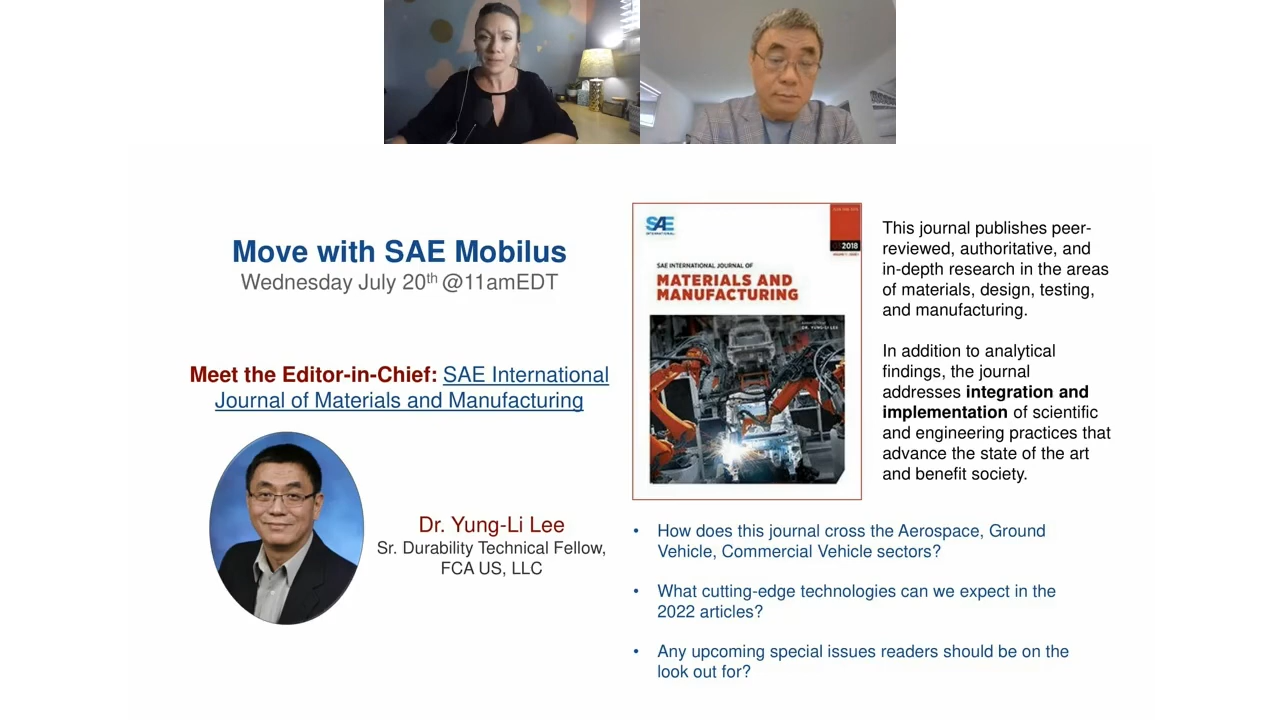 Move with SAE Mobilus
Wednesday July 20th @11amEDT
Meet the Editor-in-Chief: SAE International
Journal of Materials and Manufacturing
Dr. Yung-Li Lee
Sr. Durability Technical Fellow,
FCA US, LLC
SAE
INTERNATIONAL
2018
SAE INTERNATIONAL JOURNAL OF
MATERIALS AND
MANUFACTURING
DR. YUNG-LI LEE
This journal publishes peer-
reviewed, authoritative, and
in-depth research in the areas
of materials, design, testing,
and manufacturing.
In addition to analytical
findings, the journal
addresses integration and
implementation of scientific
and engineering practices that
advance the state of the art
and benefit society.
• How does this journal cross the Aerospace, Ground
Vehicle, Commercial Vehicle sectors?
• What cutting-edge technologies can we expect in the
2022 articles?
• Any upcoming special issues readers should be on the
look out for?